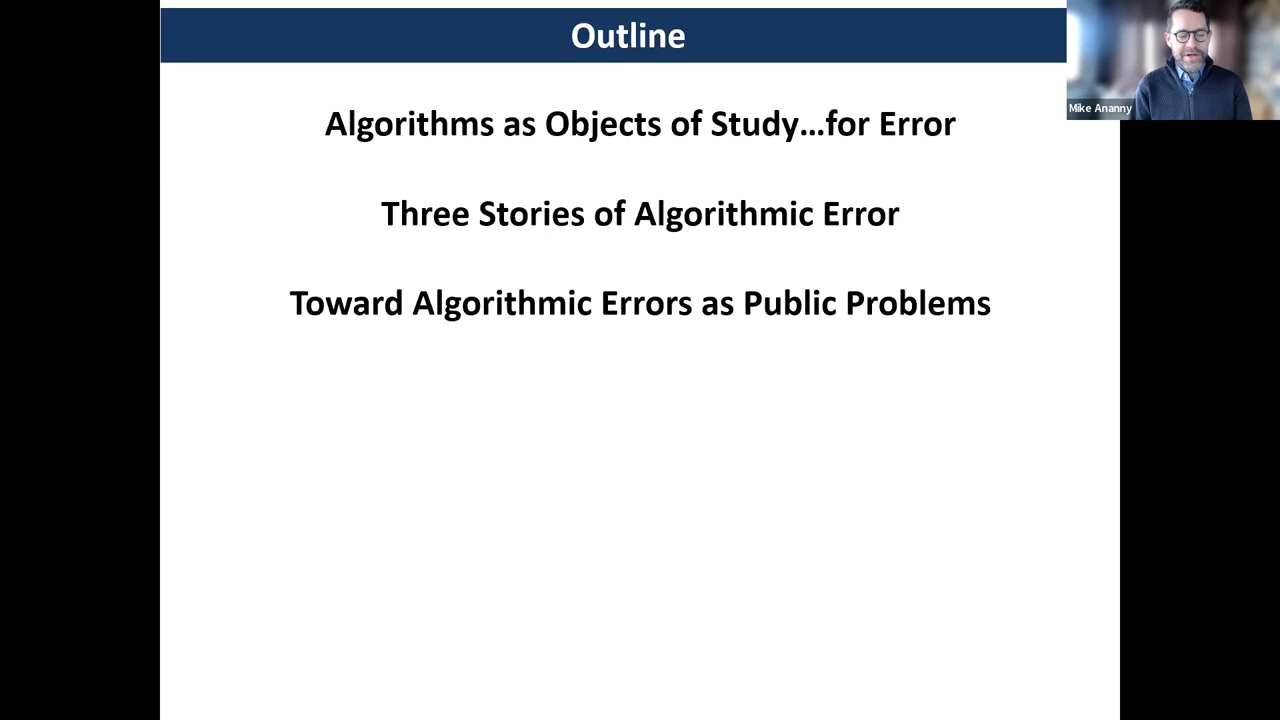 Outline
Mike Ananny
Algorithms as Objects of Study...for Error
Three Stories of Algorithmic Error
Toward Algorithmic Errors as Public Problems